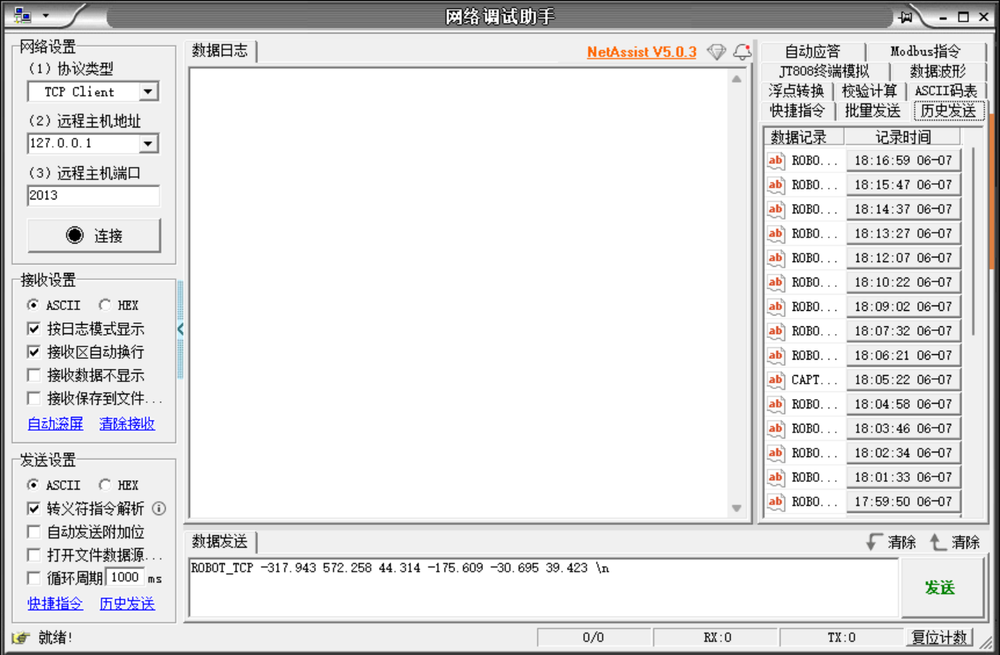 网络调试助手
网络设置
(1) 协议类型
TCP Client
(2) 远程主机地址
127.0.0.1
(3) 远程主机端口
2013
连接
接收设置
ASCII HEX
按日志模式显示
接收区自动换行
接收数据不显示
接收保存到文件...
自动滚屏 清除接收
发送设置
ASCII HEX
转义符指令解析
自动发送附加位
打开文件数据源...
循环周期 1000 ms
快捷指令 历史发送
数据日志
NetAssist V5.0.3
自动应答 Modbus指令
JT808终端模拟 数据波形
浮点转换 校验计算 ASCII码表
快捷指令 批量发送 历史发送
数据记录 记录时间
ab ROBO... 18:16:59 06-07
ab ROBO... 18:15:47 06-07
ab ROBO... 18:14:37 06-07
ab ROBO... 18:13:27 06-07
ab ROBO... 18:12:07 06-07
ab ROBO... 18:10:22 06-07
ab ROBO... 18:09:02 06-07
ab ROBO... 18:07:32 06-07
ab ROBO... 18:06:21 06-07
ab CAPT... 18:05:22 06-07
ab ROBO... 18:04:58 06-07
ab ROBO... 18:03:46 06-07
ab ROBO... 18:02:34 06-07
ab ROBO... 18:01:33 06-07
ab ROBO... 17:59:50 06-07
数据发送 清除 清除
ROBOT_TCP -317.943 572.258 44.314 -175.609 -30.695 39.423 \n
发送
就绪! 0/0 RX:0 TX:0 复位计数